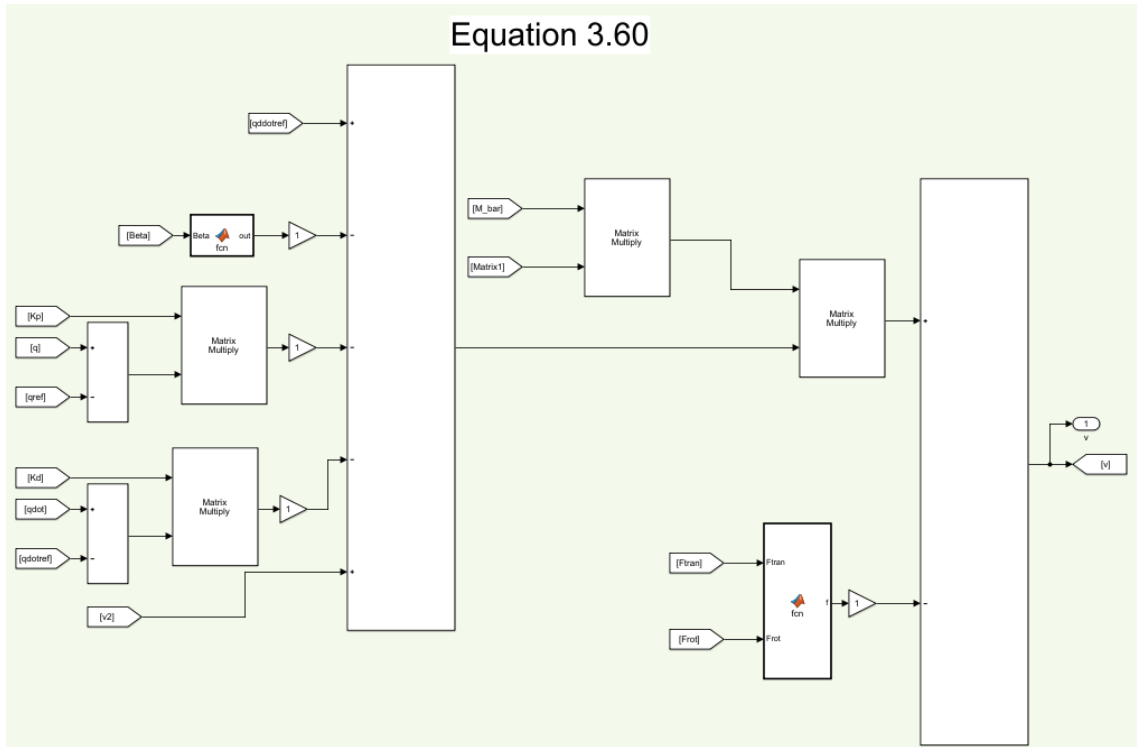 Equation 3.60
[qddotref]
+
[Beta]
Beta
out
fcn
1
-
[Kp]
[q]
+
[qref]
-
Matrix
Multiply
1
-
[Kd]
[qdot]
+
[qdotref]
-
Matrix
Multiply
1
-
[v2]
+
[M_bar]
[Matrix1]
Matrix
Multiply
Matrix
Multiply
+
[Ftran]
Ftran
[Frot]
Frot
fcn
f
1
-
1
v
[v]